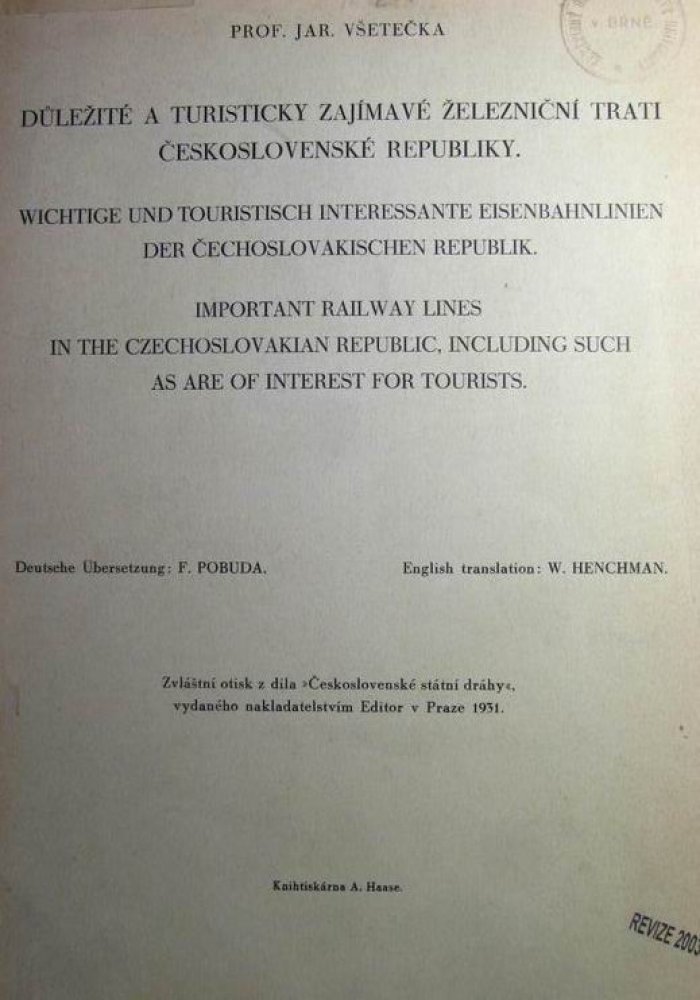 PROF. JAR. VŠETEČKA
v BRNĚ
DŮLEŽITÉ A TURISTICKY ZAJÍMAVÉ ŽELEZNIČNÍ TRATI
ČESKOSLOVENSKÉ REPUBLIKY.
WICHTIGE UND TOURISTISCH INTERESSANTE EISENBAHNLINIEN
DER ČECHOSLOVAKISCHEN REPUBLIK.
IMPORTANT RAILWAY LINES
IN THE CZECHOSLOVAKIAN REPUBLIC, INCLUDING SUCH
AS ARE OF INTEREST FOR TOURISTS.
Deutsche Übersetzung: F. POBUDA.
English translation: W. HENCHMAN.
Zvláštní otisk z díla »Československé státní dráhy«,
vydaného nakladatelstvím Editor v Praze 1931.
Knihtiskárna A. Haase.
REVIZE 2003